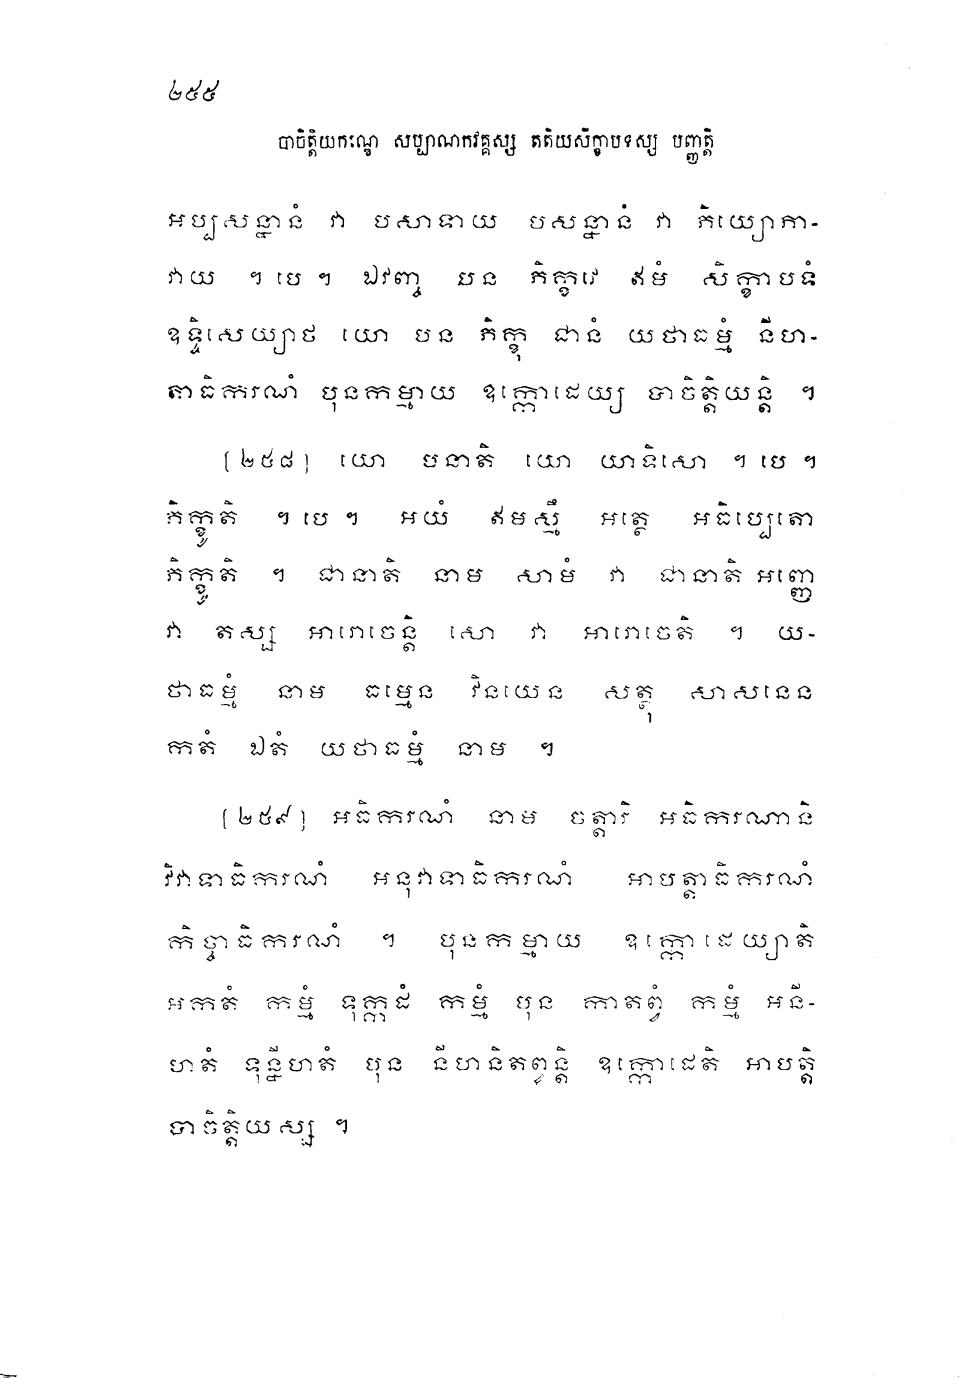 ២៥៥
បាចិត្តិយកណ្ឌេ សប្បាណកវគ្គស្ស តតិយសិក្ខាបទស្ស បញ្ញត្តិ
អប្បសន្នានំ វា បសាទាយ បសន្នានំ វា ភិយ្យោភា-
វាយ ។ បេ ។ ឯវញ្ច បន ភិក្ខវេ ឥមំ សិក្ខាបទំ
ឧទ្ទិសេយ្យាថ យោ បន ភិក្ខុ ជានំ យថាធម្មំ នីហ-
តាធិករណំ បុនកម្មាយ ឧក្កោដេយ្យ បាចិត្តិយន្តិ ។
[២៥៨] យោ បនាតិ យោ យាទិសោ ។ បេ ។
ភិក្ខូតិ ។ បេ ។ អយំ ឥមស្មឹ អត្ថេ អធិប្បេតោ
ភិក្ខូតិ ។ ជានាតិ នាម សាមំ វា ជានាតិ អញ្ញេ
វា តស្ស អារោចេន្តិ សោ វា អារោចេតិ ។ យ-
ថាធម្មំ នាម ធម្មេន វិនយេន សត្ថុ សាសនេន
កតំ ឯតំ យថាធម្មំ នាម ។
[២៥៩] អធិករណំ នាម ចត្តារិ អធិករណានិ
វិវាទាធិករណំ អនុវាទាធិករណំ អាបត្តាធិករណំ
កិច្ចាធិករណំ ។ បុនកម្មាយ ឧក្កោដេយ្យាតិ
អកតំ កម្មំ ទុក្កដំ កម្មំ បុន កាតព្វំ កម្មំ អនី-
ហតំ ទុន្នីហតំ បុន នីហនិតព្វន្តិ ឧក្កោដេតិ អាបត្តិ
បាចិត្តិយស្ស ។